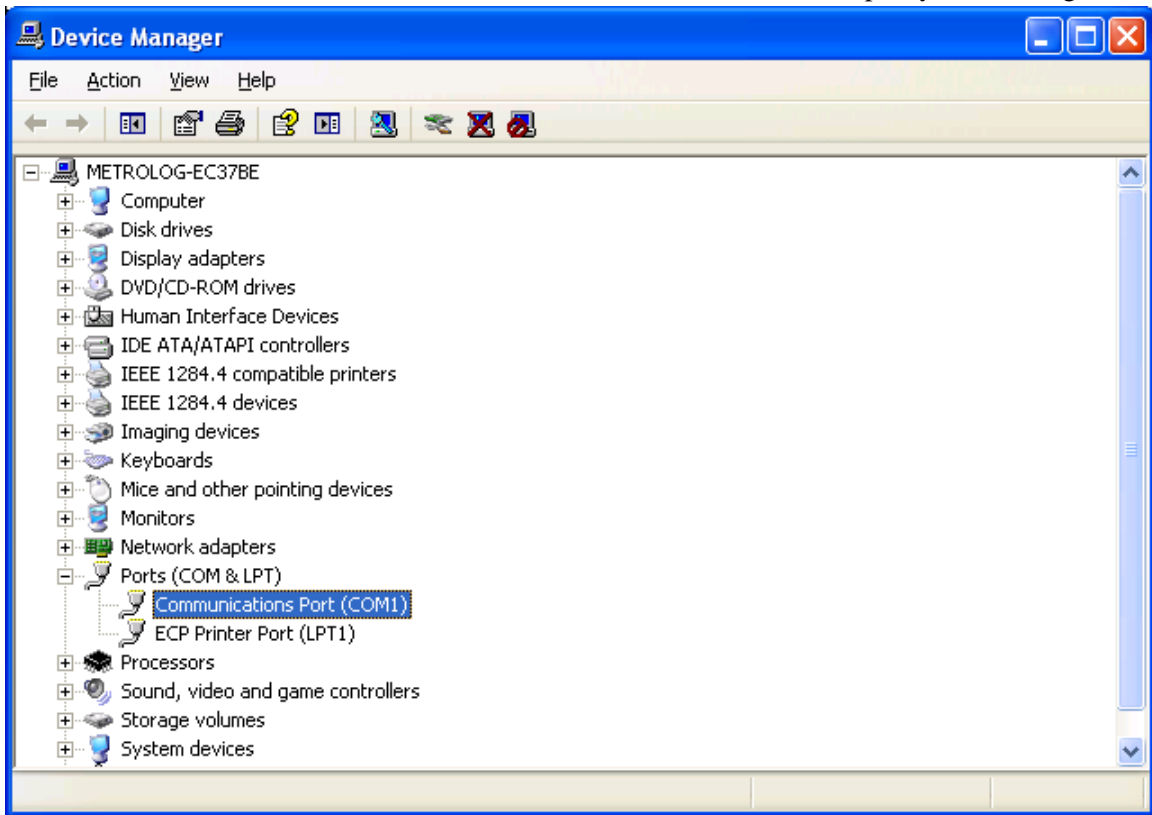 Device Manager
File Action View Help
METROLOG-EC37BE
Computer
Disk drives
Display adapters
DVD/CD-ROM drives
Human Interface Devices
IDE ATA/ATAPI controllers
IEEE 1284.4 compatible printers
IEEE 1284.4 devices
Imaging devices
Keyboards
Mice and other pointing devices
Monitors
Network adapters
Ports (COM & LPT)
Communications Port (COM1)
ECP Printer Port (LPT1)
Processors
Sound, video and game controllers
Storage volumes
System devices